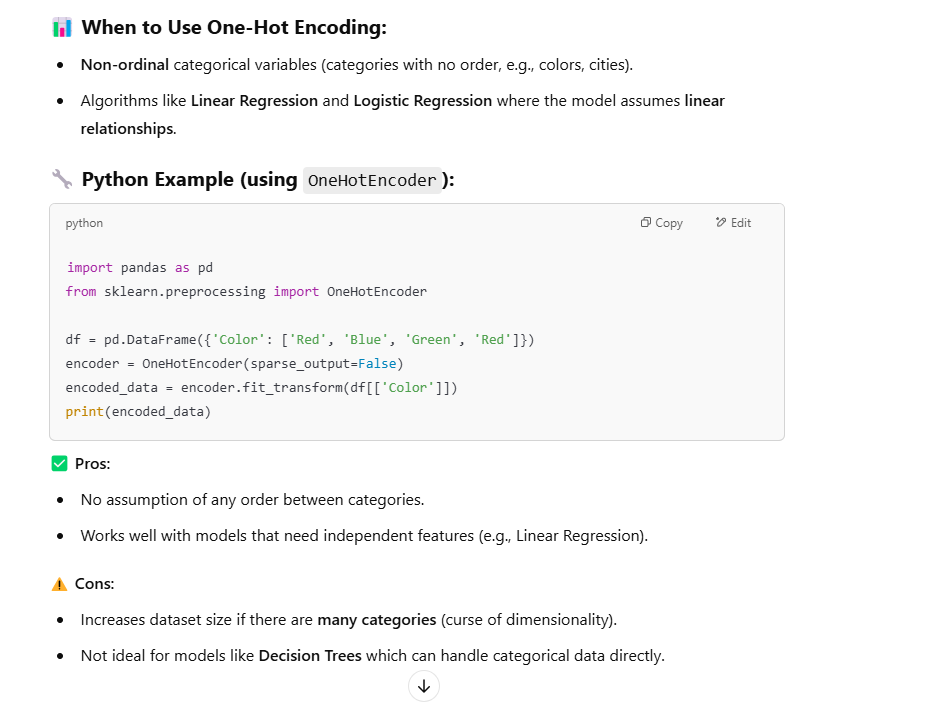 When to Use One-Hot Encoding:
Non-ordinal categorical variables (categories with no order, e.g., colors, cities).
Algorithms like Linear Regression and Logistic Regression where the model assumes linear
relationships.
Python Example (using OneHotEncoder):
python Copy Edit
import pandas as pd
from sklearn.preprocessing import OneHotEncoder
df = pd.DataFrame({'Color': ['Red', 'Blue', 'Green', 'Red']})
encoder = OneHotEncoder(sparse_output=False)
encoded_data = encoder.fit_transform(df[['Color']])
print(encoded_data)
Pros:
No assumption of any order between categories.
Works well with models that need independent features (e.g., Linear Regression).
Cons:
Increases dataset size if there are many categories (curse of dimensionality).
Not ideal for models like Decision Trees which can handle categorical data directly.